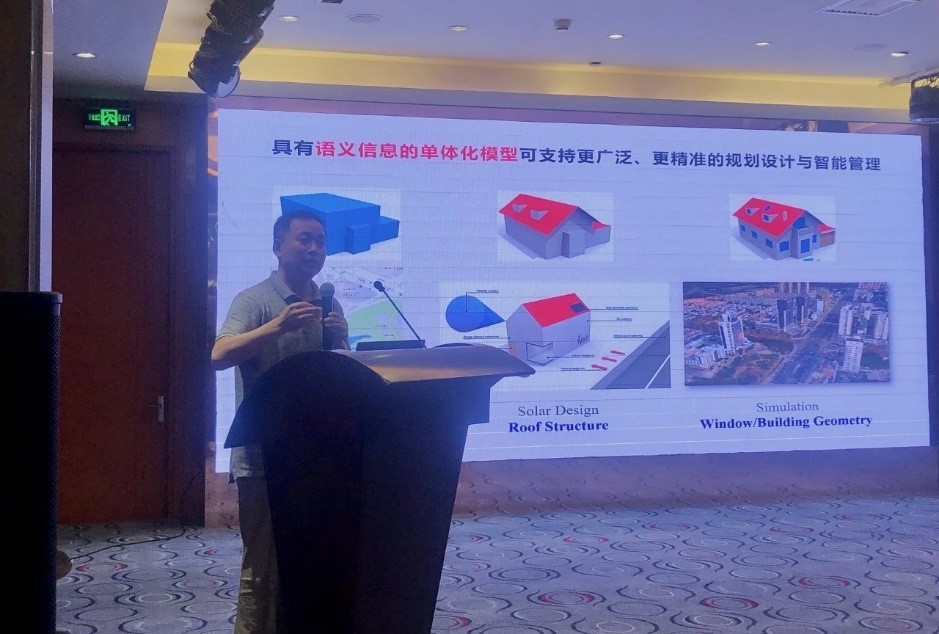 EXIT
具有语义信息的单体化模型可支持更广泛、更精准的规划设计与智能管理
Solar Design
Roof Structure
Simulation
Window/Building Geometry